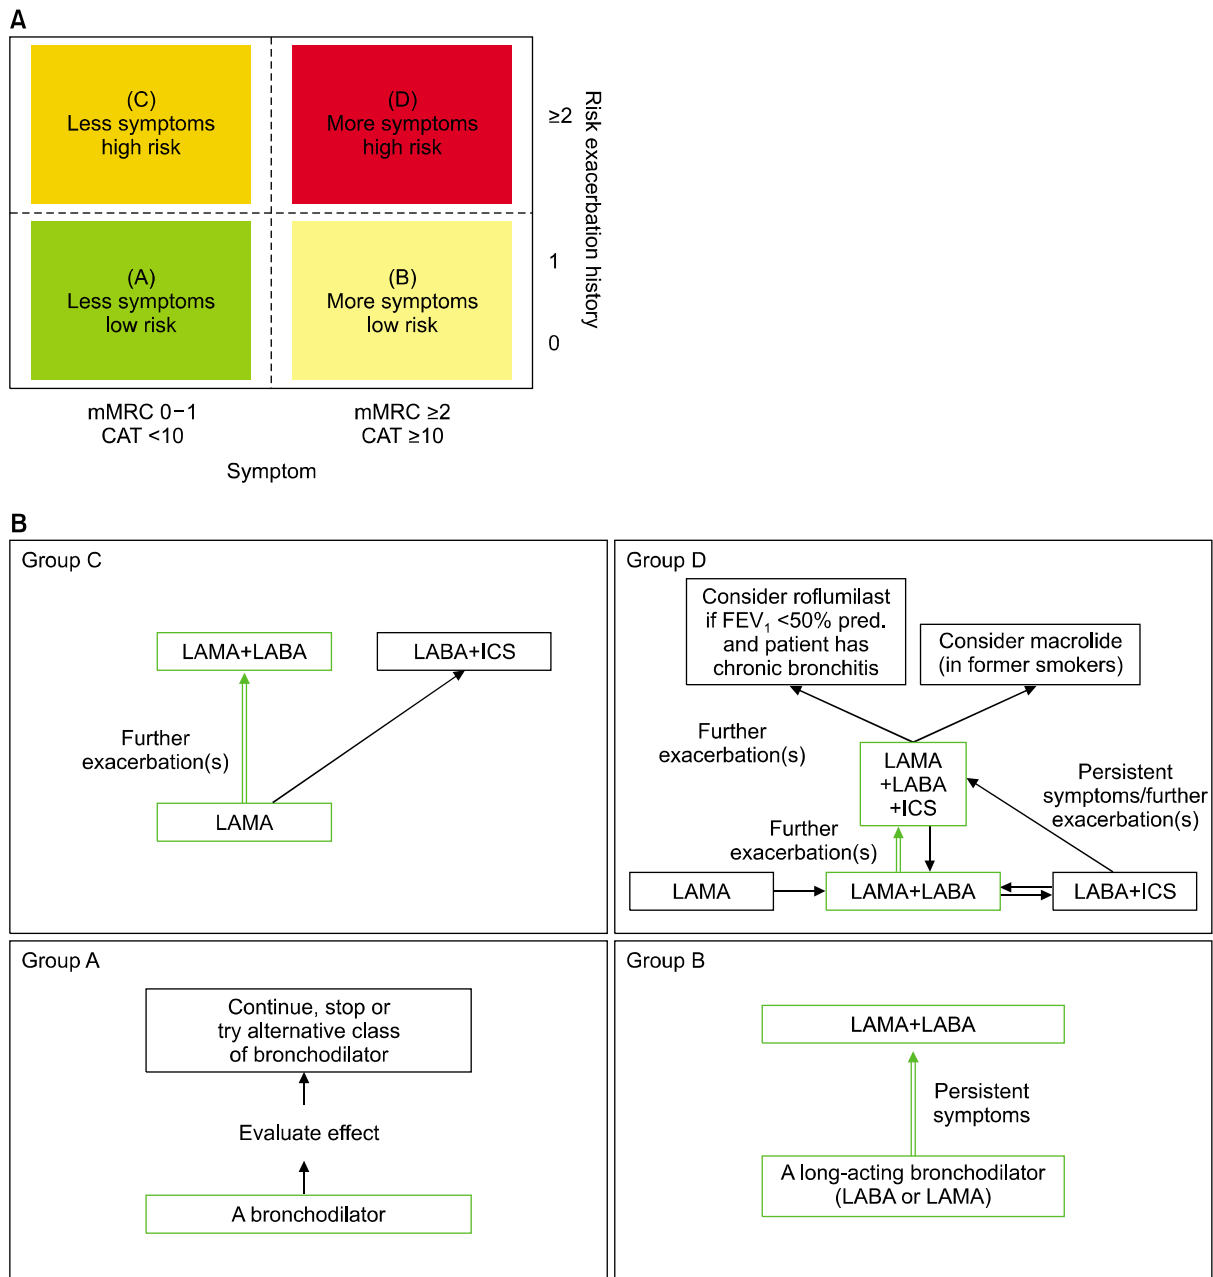 A
(C)
Less symptoms
high risk
(D)
More symptoms
high risk
≥2
Risk exacerbation history
(A)
Less symptoms
low risk
(B)
More symptoms
low risk
1
0
mMRC 0−1
CAT <10
mMRC ≥2
CAT ≥10
Symptom
B
Group C
LAMA+LABA
LABA+ICS
Further
exacerbation(s)
LAMA
Group D
Consider roflumilast
if FEV₁ <50% pred.
and patient has
chronic bronchitis
Consider macrolide
(in former smokers)
Further
exacerbation(s)
LAMA
+LABA
+ICS
Persistent
symptoms/further
exacerbation(s)
Further
exacerbation(s)
LAMA
LAMA+LABA
LABA+ICS
Group A
Continue, stop or
try alternative class
of bronchodilator
Evaluate effect
A bronchodilator
Group B
LAMA+LABA
Persistent
symptoms
A long-acting bronchodilator
(LABA or LAMA)